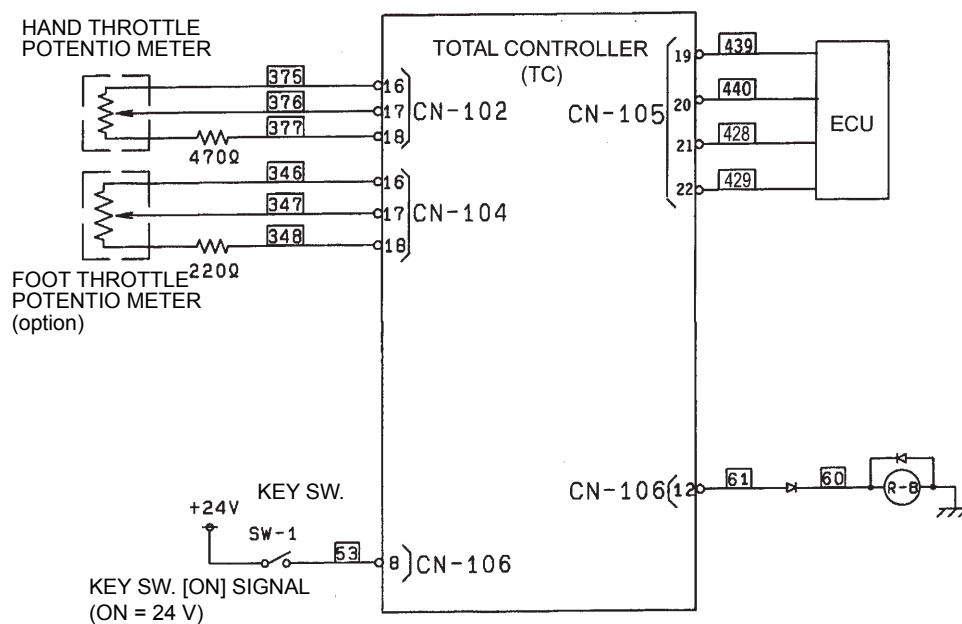 HAND THROTTLE
POTENTIO METER
375
376
377
470Ω
16
17
18
CN-102
346
347
348
220Ω
16
17
18
CN-104
FOOT THROTTLE
POTENTIO METER
(option)
TOTAL CONTROLLER
(TC)
CN-105
19
20
21
22
439
440
428
429
ECU
CN-106
12
61
60
R-8
KEY SW.
+24V
SW-1
53
8
CN-106
KEY SW. [ON] SIGNAL
(ON = 24 V)